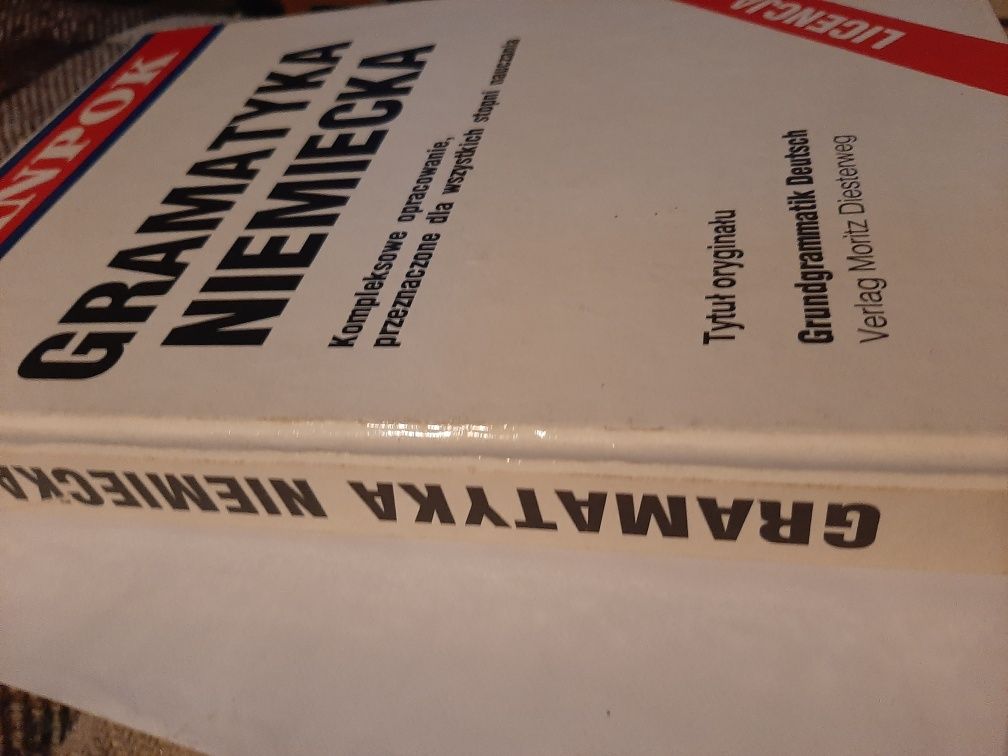 ANPOK
GRAMATYKA
NIEMIECKA
Kompleksowe opracowanie,
przeznaczone dla wszystkich stopni nauczania
Tytuł oryginału
Grundgrammatik Deutsch
Verlag Moritz Diesterweg
LICENCJA
GRAMATYKA NIEMIECKA